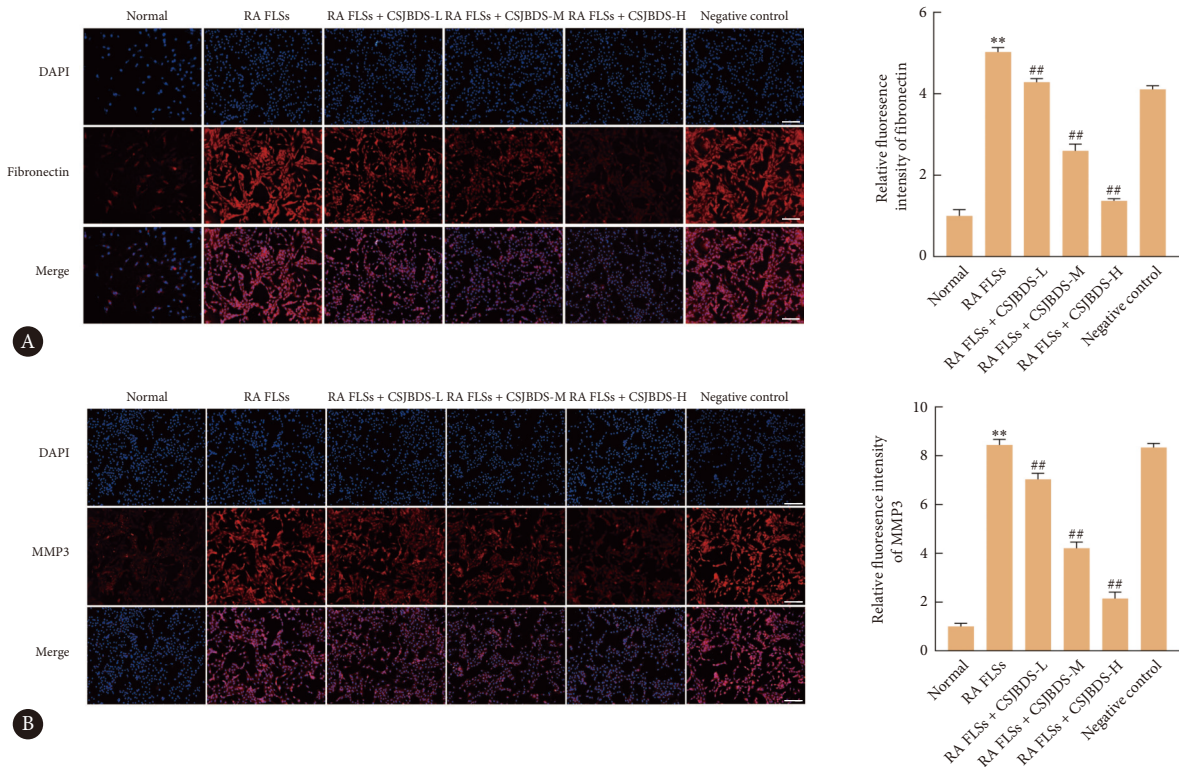 Normal RA FLSs RA FLSs + CSJBDS-L RA FLSs + CSJBDS-M RA FLSs + CSJBDS-H Negative control
DAPI
Fibronectin
Merge
A
Relative fluoresence
intensity of fibronectin
6
4
2
0
**
##
##
##
Normal
RA FLSs
RA FLSs + CSJBDS-L
RA FLSs + CSJBDS-M
RA FLSs + CSJBDS-H
Negative control
Normal RA FLSs RA FLSs + CSJBDS-L RA FLSs + CSJBDS-M RA FLSs + CSJBDS-H Negative control
DAPI
MMP3
Merge
B
Relative fluoresence intensity
of MMP3
10
8
6
4
2
0
**
##
##
##
Normal
RA FLSs
RA FLSs + CSJBDS-L
RA FLSs + CSJBDS-M
RA FLSs + CSJBDS-H
Negative control